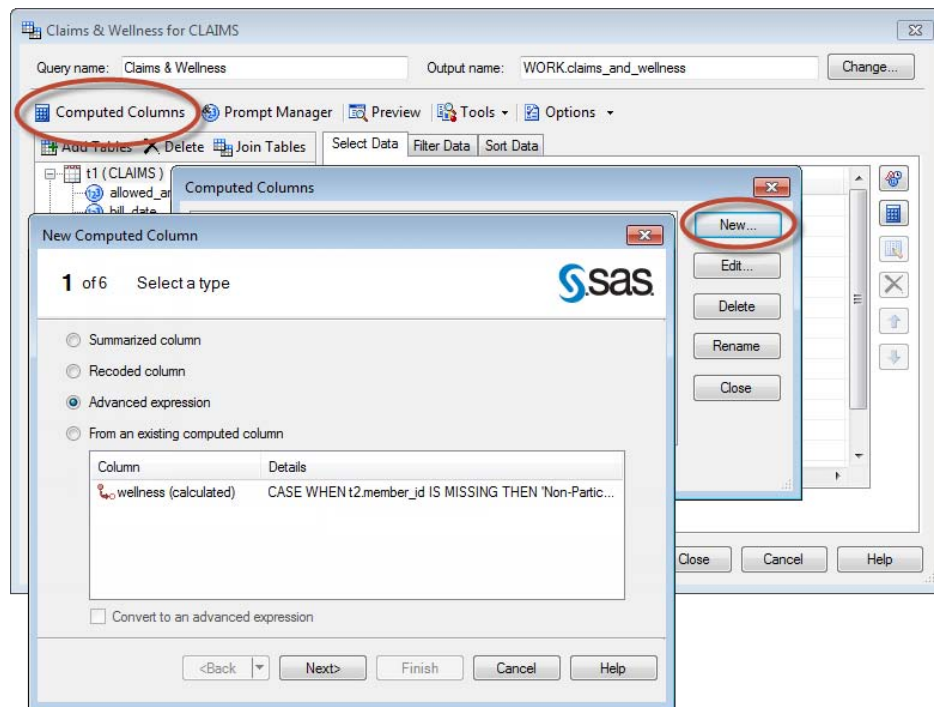 Claims & Wellness for CLAIMS
Query name: Claims & Wellness Output name: WORK.claims_and_wellness Change...
Computed Columns Prompt Manager Preview Tools Options
Add Tables Delete Join Tables Select Data Filter Data Sort Data
t1 (CLAIMS)
allowed_ar
bill_date
Computed Columns
New...
Edit...
Delete
Rename
Close
New Computed Column
1 of 6 Select a type
sas
Summarized column
Recoded column
Advanced expression
From an existing computed column
Column Details
wellness (calculated) CASE WHEN t2.member_id IS MISSING THEN 'Non-Partic...
Convert to an advanced expression
<Back Next> Finish Cancel Help
Close Cancel Help